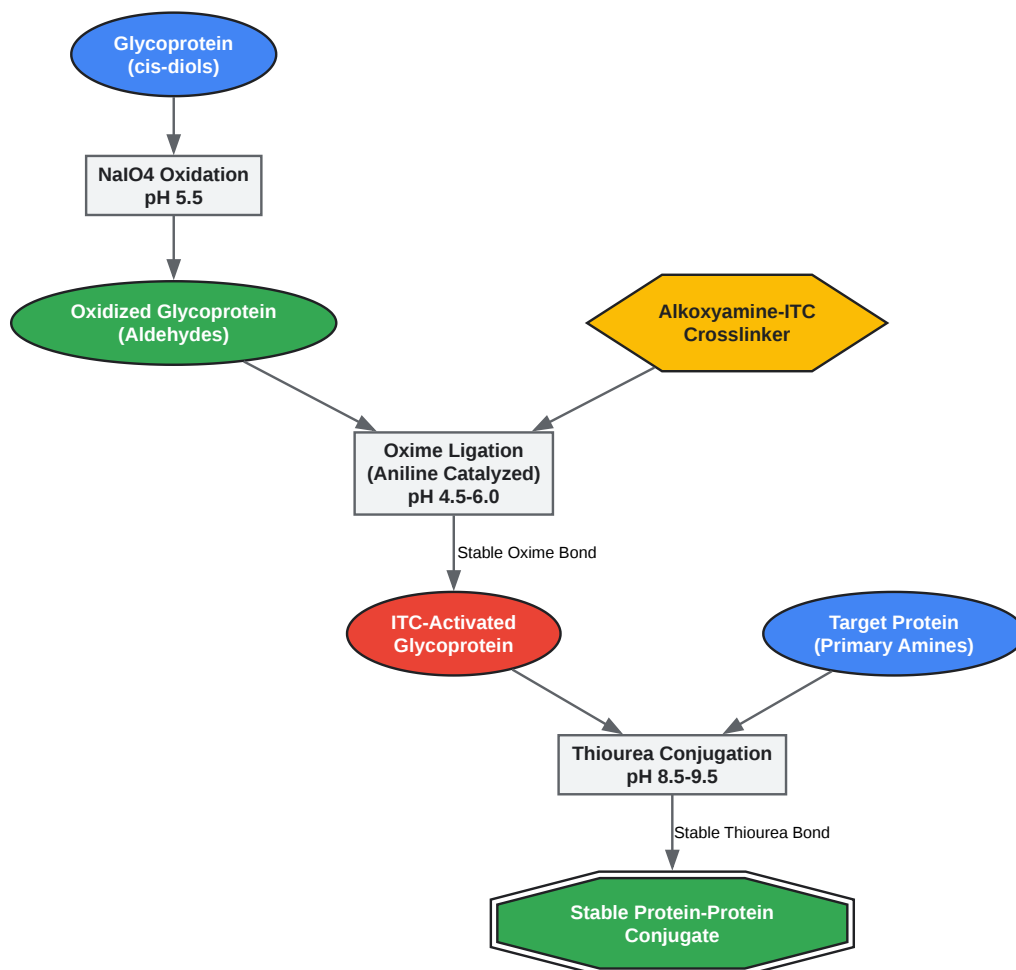 Glycoprotein
(cis-diols)
NaIO4 Oxidation
pH 5.5
Oxidized Glycoprotein
(Aldehydes)
Alkoxyamine-ITC
Crosslinker
Oxime Ligation
(Aniline Catalyzed)
pH 4.5-6.0
Stable Oxime Bond
ITC-Activated
Glycoprotein
Target Protein
(Primary Amines)
Thiourea Conjugation
pH 8.5-9.5
Stable Thiourea Bond
Stable Protein-Protein
Conjugate